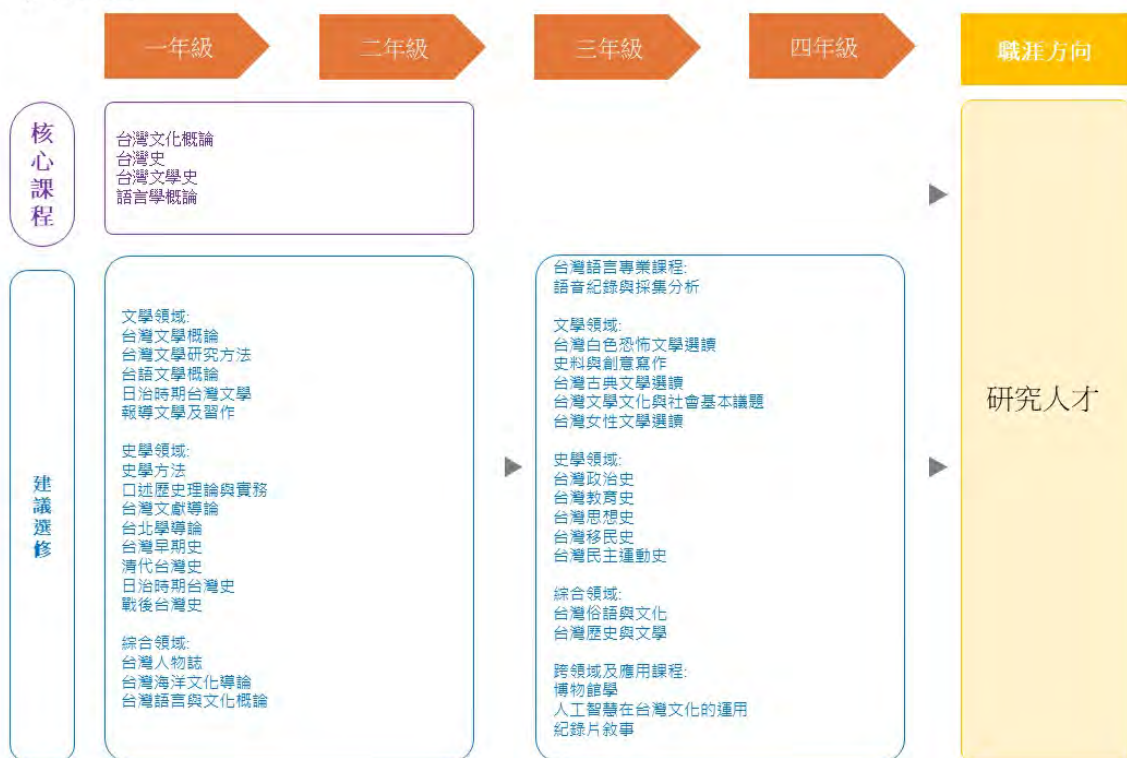 一年級
二年級
三年級
四年級
職涯方向
核心課程
台灣文化概論
台灣史
台灣文學史
語言學概論
建議選修
文學領域:
台灣文學概論
台灣文學研究方法
台語文學概論
日治時期台灣文學
報導文學及習作
史學領域:
史學方法
口述歷史理論與實務
台灣文獻導論
台北學導論
台灣早期史
清代台灣史
日治時期台灣史
戰後台灣史
綜合領域:
台灣人物誌
台灣海洋文化導論
台灣語言與文化概論
台灣語言專業課程:
語音紀錄與採集分析
文學領域:
台灣白色恐怖文學選讀
史料與創意寫作
台灣古典文學選讀
台灣文學文化與社會基本議題
台灣女性文學選讀
史學領域:
台灣政治史
台灣教育史
台灣思想史
台灣移民史
台灣民主運動史
綜合領域:
台灣俗語與文化
台灣歷史與文學
跨領域及應用課程:
博物館學
人工智慧在台灣文化的運用
紀錄片敘事
研究人才